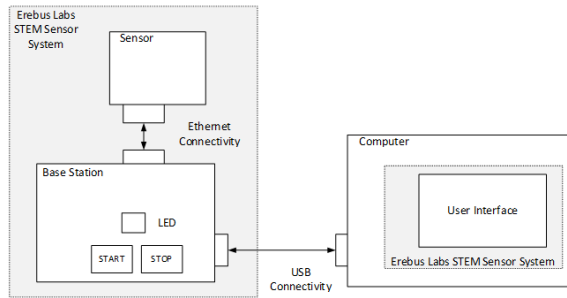 Erebus Labs
STEM Sensor
System
Sensor
Ethernet
Connectivity
Base Station
LED
START
STOP
USB
Connectivity
Computer
User Interface
Erebus Labs STEM Sensor System